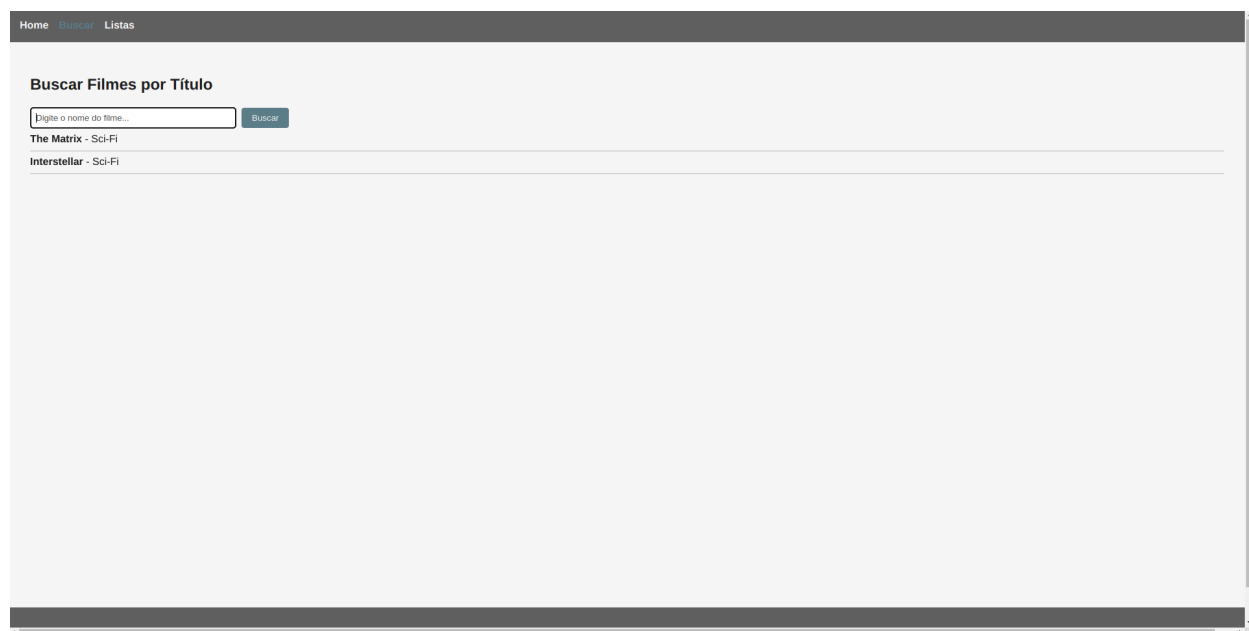 Home Buscar Listas
Buscar Filmes por Título
Digite o nome do filme... Buscar
The Matrix - Sci-Fi
Interstellar - Sci-Fi